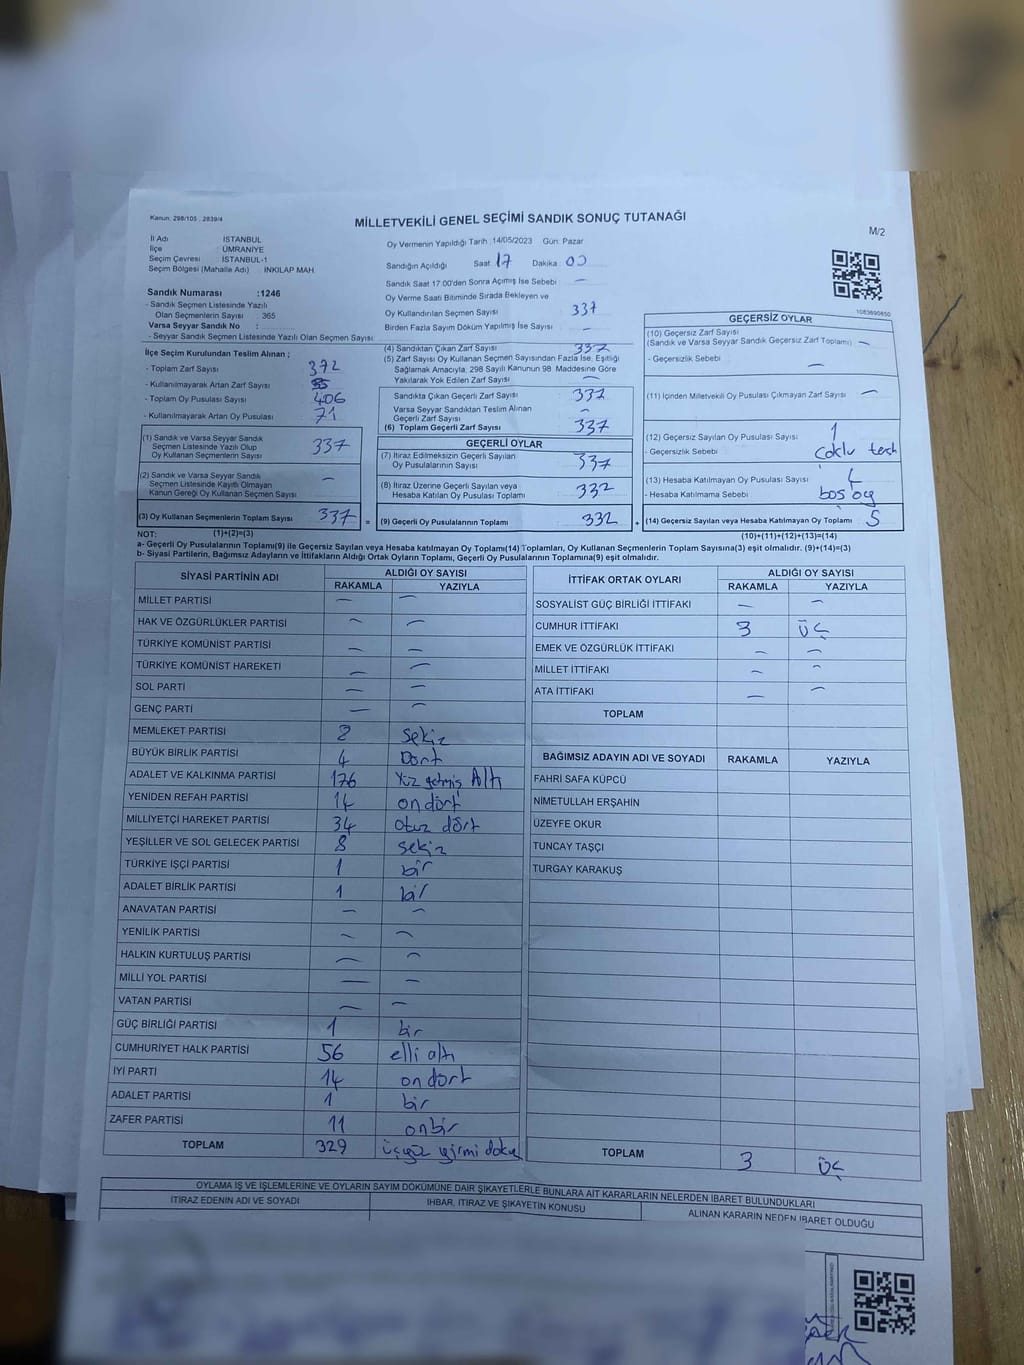 Kanun: 298/105 , 2839/4
MİLLETVEKİLİ GENEL SEÇİMİ SANDIK SONUÇ TUTANAĞI
M/2
İl Adı : İSTANBUL
İlçe : ÜMRANİYE
Seçim Çevresi : İSTANBUL-1
Seçim Bölgesi (Mahalle Adı) : İNKILAP MAH.
Sandık Numarası :1246
- Sandık Seçmen Listesinde Yazılı
Olan Seçmenlerin Sayısı : 365
Varsa Seyyar Sandık No :
- Seyyar Sandık Seçmen Listesinde Yazılı Olan Seçmen Sayısı
Oy Vermenin Yapıldığı Tarih :14/05/2023 Gün: Pazar
Sandığın Açıldığı Saat 17 Dakika 00
Sandık Saat 17:00'den Sonra Açılmış İse Sebebi : —
Oy Verme Saati Bitiminde Sırada Bekleyen ve
Oy Kullandırılan Seçmen Sayısı : 337
Birden Fazla Sayım Döküm Yapılmış İse Sayısı : —
1083690850
İlçe Seçim Kurulundan Teslim Alınan ;
- Toplam Zarf Sayısı : 372
- Kullanılmayarak Artan Zarf Sayısı :
- Toplam Oy Pusulası Sayısı : 406
- Kullanılmayarak Artan Oy Pusulası : 71
(1) Sandık ve Varsa Seyyar Sandık
Seçmen Listesinde Yazılı Olup
Oy Kullanan Seçmenlerin Sayısı : 337
(2) Sandık ve Varsa Seyyar Sandık
Seçmen Listesinde Kayıtlı Olmayan
Kanun Gereği Oy Kullanan Seçmen Sayısı : —
(3) Oy Kullanan Seçmenlerin Toplam Sayısı : 337 =
(1)+(2)=(3)
(4) Sandıktan Çıkan Zarf Sayısı : 337
(5) Zarf Sayısı Oy Kullanan Seçmen Sayısından Fazla İse, Eşitliği
Sağlamak Amacıyla, 298 Sayılı Kanunun 98. Maddesine Göre
Yakılarak Yok Edilen Zarf Sayısı : —
Sandıkta Çıkan Geçerli Zarf Sayısı : 337
Varsa Seyyar Sandıktan Teslim Alınan
Geçerli Zarf Sayısı : —
(6) Toplam Geçerli Zarf Sayısı : 337
GEÇERLİ OYLAR
(7) İtiraz Edilmeksizin Geçerli Sayılan
Oy Pusulalarının Sayısı : 337
(8) İtiraz Üzerine Geçerli Sayılan veya
Hesaba Katılan Oy Pusulası Toplamı : 332
(9) Geçerli Oy Pusulalarının Toplamı : 332 +
GEÇERSİZ OYLAR
(10) Geçersiz Zarf Sayısı
(Sandık ve Varsa Seyyar Sandık Geçersiz Zarf Toplamı) : —
- Geçersizlik Sebebi : —
(11) İçinden Milletvekili Oy Pusulası Çıkmayan Zarf Sayısı : —
(12) Geçersiz Sayılan Oy Pusulası Sayısı : 1
- Geçersizlik Sebebi : çoklu
(13) Hesaba Katılmayan Oy Pusulası Sayısı : 4
- Hesaba Katılmama Sebebi : boş oy
(14) Geçersiz Sayılan veya Hesaba Katılmayan Oy Toplamı : 5
(10)+(11)+(12)+(13)=(14)
NOT:
a- Geçerli Oy Pusulalarının Toplamı(9) ile Geçersiz Sayılan veya Hesaba katılmayan Oy Toplamı(14) Toplamları, Oy Kullanan Seçmenlerin Toplam Sayısına(3) eşit olmalıdır. (9)+(14)=(3)
b- Siyasi Partilerin, Bağımsız Adayların ve İttifakların Aldığı Ortak Oyların Toplamı, Geçerli Oy Pusulalarının Toplamına(9) eşit olmalıdır.
SİYASİ PARTİNİN ADI ALDIĞI OY SAYISI
RAKAMLA YAZIYLA
MİLLET PARTİSİ — —
HAK VE ÖZGÜRLÜKLER PARTİSİ — —
TÜRKİYE KOMÜNİST PARTİSİ — —
TÜRKİYE KOMÜNİST HAREKETİ — —
SOL PARTİ — —
GENÇ PARTİ — —
MEMLEKET PARTİSİ 8 sekiz
BÜYÜK BİRLİK PARTİSİ 4 Dört
ADALET VE KALKINMA PARTİSİ 176 Yüz yetmiş Altı
YENİDEN REFAH PARTİSİ 14 on dört
MİLLİYETÇİ HAREKET PARTİSİ 34 otuz dört
YEŞİLLER VE SOL GELECEK PARTİSİ 8 sekiz
TÜRKİYE İŞÇİ PARTİSİ 1 bir
ADALET BİRLİK PARTİSİ 1 bir
ANAVATAN PARTİSİ — —
YENİLİK PARTİSİ — —
HALKIN KURTULUŞ PARTİSİ — —
MİLLİ YOL PARTİSİ — —
VATAN PARTİSİ — —
GÜÇ BİRLİĞİ PARTİSİ 1 bir
CUMHURİYET HALK PARTİSİ 56 elli altı
İYİ PARTİ 14 on dört
ADALET PARTİSİ 1 bir
ZAFER PARTİSİ 11 onbir
TOPLAM 329 üçyüz yirmi dokuz
İTTİFAK ORTAK OYLARI ALDIĞI OY SAYISI
RAKAMLA YAZIYLA
SOSYALİST GÜÇ BİRLİĞİ İTTİFAKI — —
CUMHUR İTTİFAKI 3 üç
EMEK VE ÖZGÜRLÜK İTTİFAKI — —
MİLLET İTTİFAKI — —
ATA İTTİFAKI — —
TOPLAM
BAĞIMSIZ ADAYIN ADI VE SOYADI RAKAMLA YAZIYLA
FAHRİ SAFA KÜPCÜ
NİMETULLAH ERŞAHİN
ÜZEYFE OKUR
TUNCAY TAŞÇI
TURGAY KARAKUŞ
TOPLAM 3 üç
OYLAMA İŞ VE İŞLEMLERİNE VE OYLARIN SAYIM DÖKÜMÜNE DAİR ŞİKAYETLERLE BUNLARA AİT KARARLARIN NELERDEN İBARET BULUNDUKLARI
İTİRAZ EDENİN ADI VE SOYADI İHBAR, İTİRAZ VE ŞİKAYETİN KONUSU ALINAN KARARIN NEDEN İBARET OLDUĞU